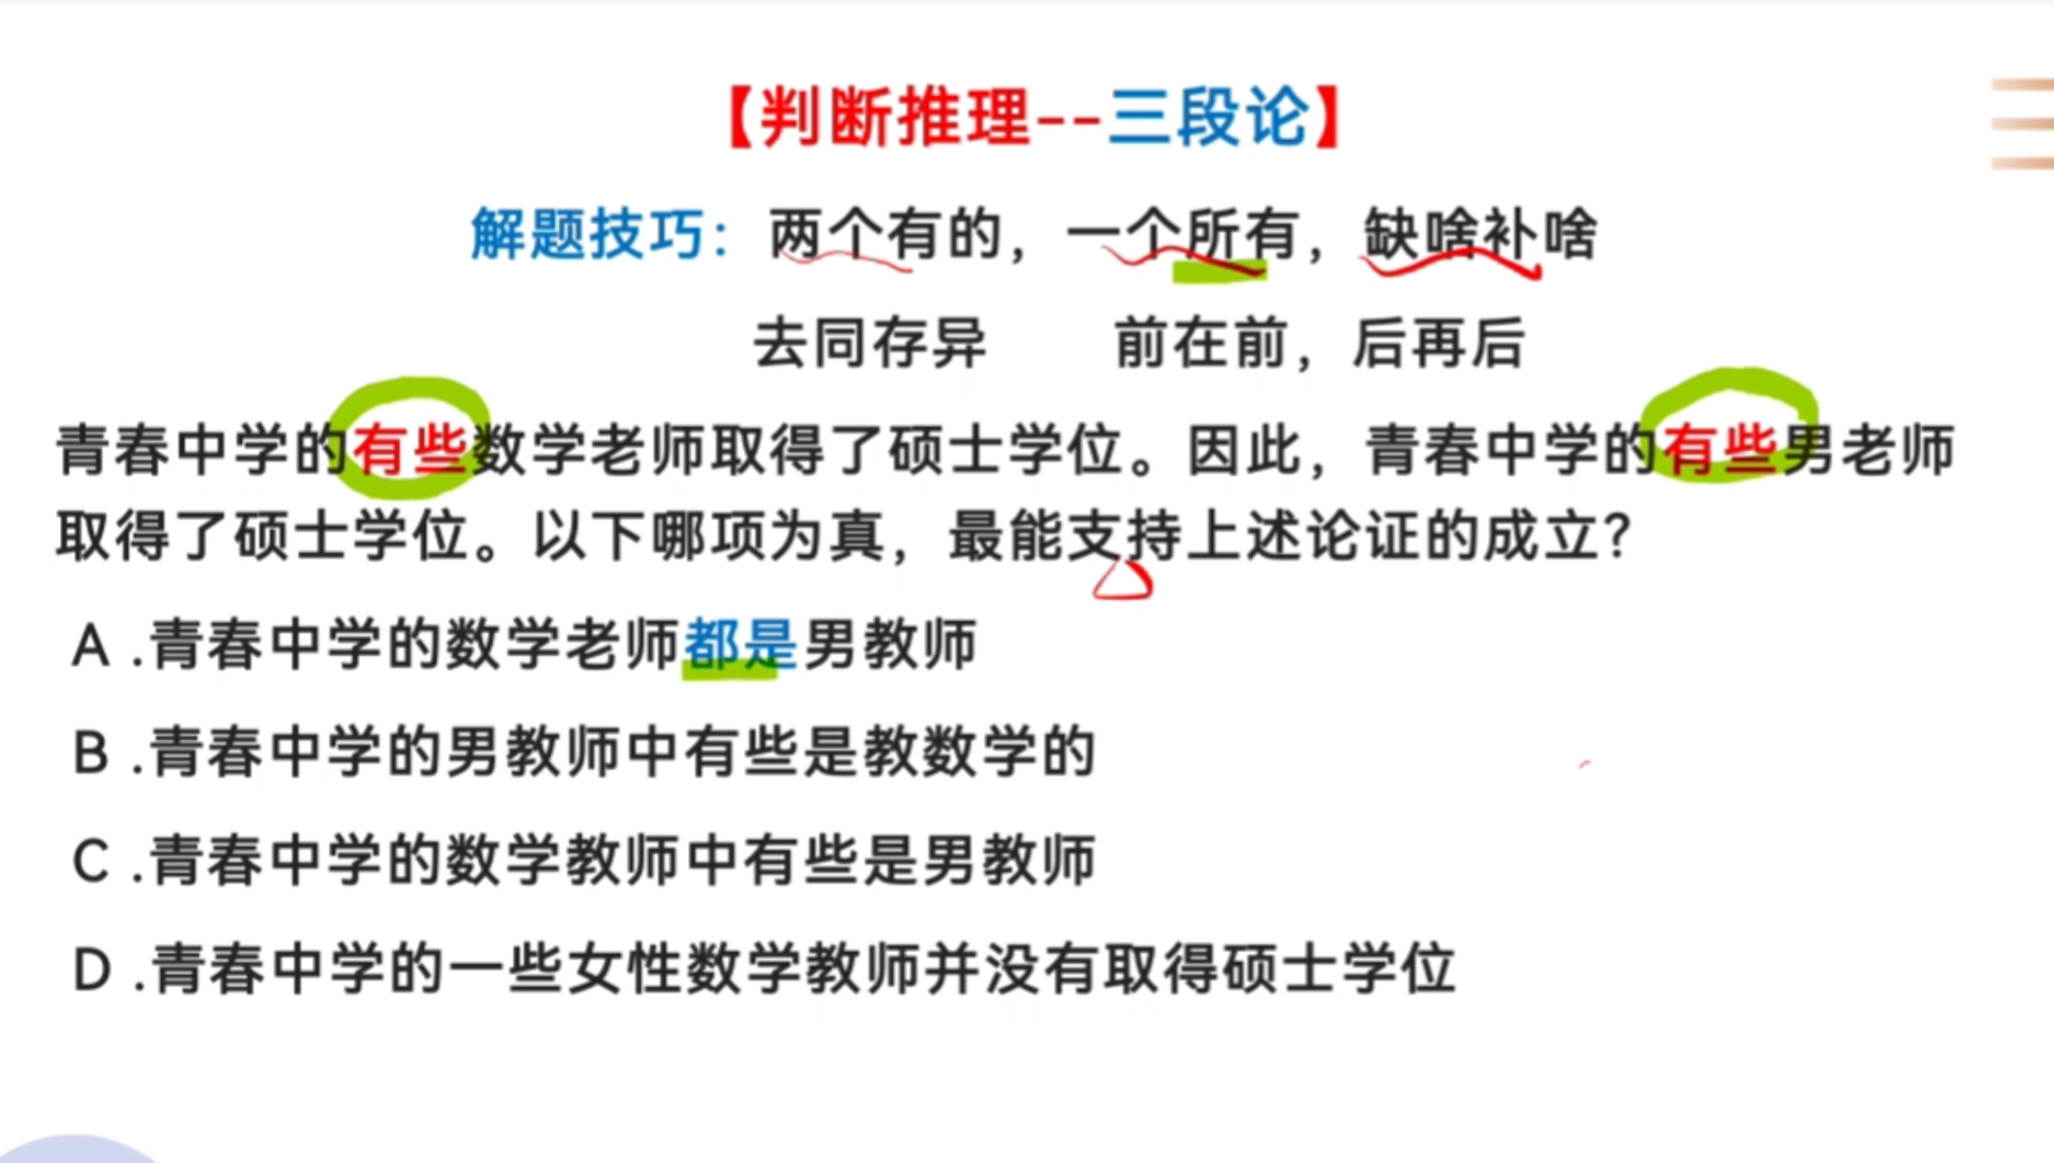 【判断推理--三段论】
解题技巧：两个有的，一个所有，缺啥补啥
去同存异 前在前，后再后
青春中学的有些数学老师取得了硕士学位。因此，青春中学的有些男老师
取得了硕士学位。以下哪项为真，最能支持上述论证的成立？
A .青春中学的数学老师都是男教师
B .青春中学的男教师中有些是教数学的
C .青春中学的数学教师中有些是男教师
D .青春中学的一些女性数学教师并没有取得硕士学位